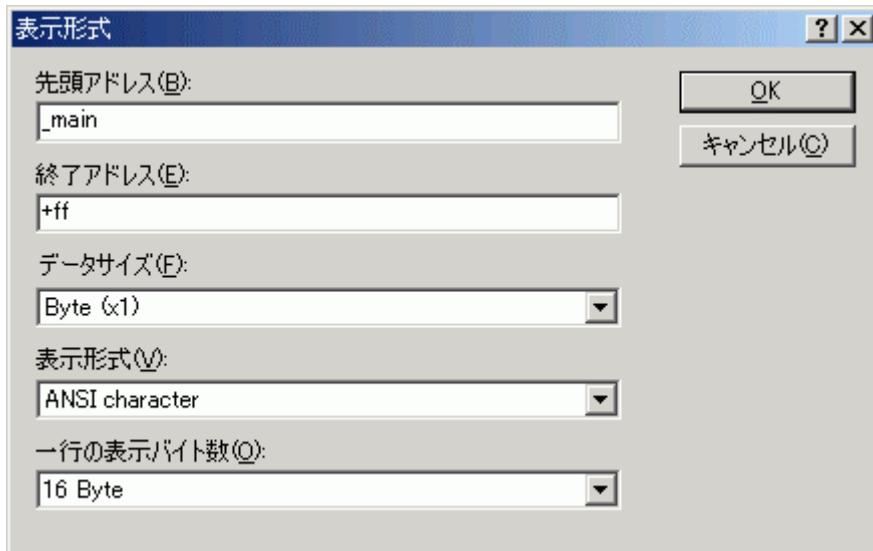 表示形式
先頭アドレス(B):
_main
OK
キャンセル(C)
終了アドレス(E):
+ff
データサイズ(F):
Byte (x1)
表示形式(V):
ANSI character
一行の表示バイト数(O):
16 Byte